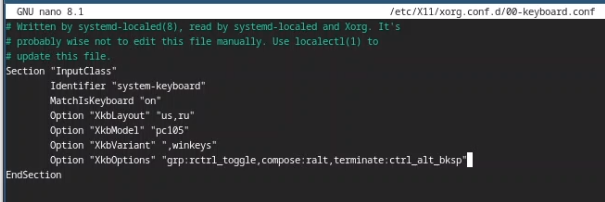 GNU nano 8.1 /etc/X11/xorg.conf.d/00-keyboard.conf
# Written by systemd-localed(8), read by systemd-localed and Xorg. It's
# probably wise not to edit this file manually. Use localectl(1) to
# update this file.
Section "InputClass"
        Identifier "system-keyboard"
        MatchIsKeyboard "on"
        Option "XkbLayout" "us,ru"
        Option "XkbModel" "pc105"
        Option "XkbVariant" ",winkeys"
        Option "XkbOptions" "grp:rctrl_toggle,compose:ralt,terminate:ctrl_alt_bksp"
EndSection